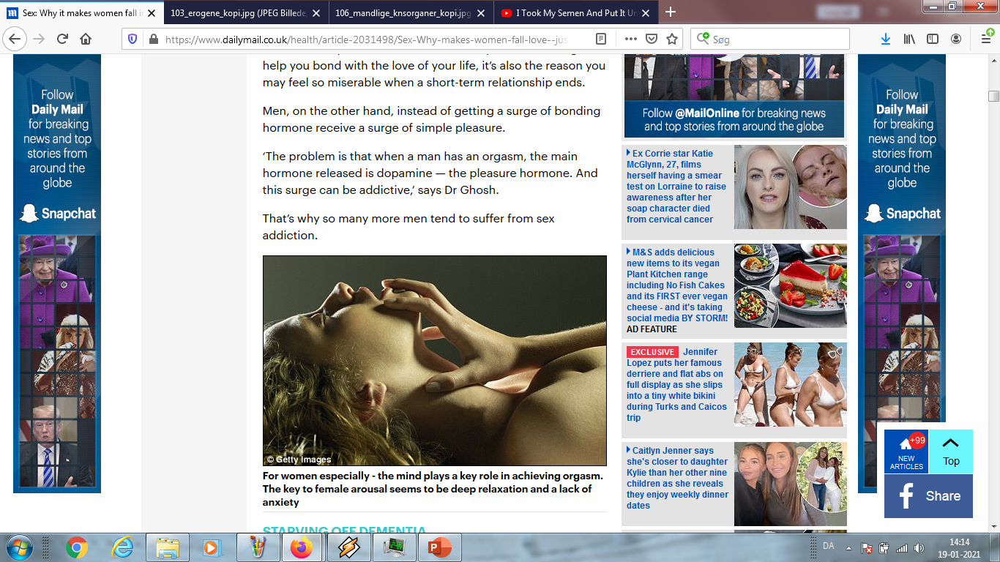 Sex: Why it makes women fall i
103_erogene_kopi.jpg (JPEG Billede,
106_mandlige_knsorganer_kopi.jpg
I Took My Semen And Put It Un
https://www.dailymail.co.uk/health/article-2031498/Sex-Why-makes-women-fall-love--jus
Søg
Follow
Daily Mail
for breaking
news and top
stories from
around the
globe
Snapchat
help you bond with the love of your life, it’s also the reason you
may feel so miserable when a short-term relationship ends.
Men, on the other hand, instead of getting a surge of bonding
hormone receive a surge of simple pleasure.
‘The problem is that when a man has an orgasm, the main
hormone released is dopamine — the pleasure hormone. And
this surge can be addictive,’ says Dr Ghosh.
That’s why so many more men tend to suffer from sex
addiction.
© Getty Images
For women especially - the mind plays a key role in achieving orgasm.
The key to female arousal seems to be deep relaxation and a lack of
anxiety
STARVING OFF DEMENTIA
Follow @MailOnline for breaking news
and top stories from around the globe
Ex Corrie star Katie
McGlynn, 27, films
herself having a smear
test on Lorraine to raise
awareness after her
soap character died
from cervical cancer
M&S adds delicious
new items to its vegan
Plant Kitchen range
including No Fish Cakes
and its FIRST ever vegan
cheese - and it's taking
social media BY STORM!
AD FEATURE
EXCLUSIVE Jennifer
Lopez puts her famous
derriere and flat abs on
full display as she slips
into a tiny white bikini
during Turks and Caicos
trip
Caitlyn Jenner says
she's closer to daughter
Kylie than her other nine
children as she reveals
they enjoy weekly dinner
dates
Follow
Daily Mail
for breaking
news and top
stories from
around the
globe
Snapchat
+99
NEW
ARTICLES
Top
Share
DA
14:14
19-01-2021